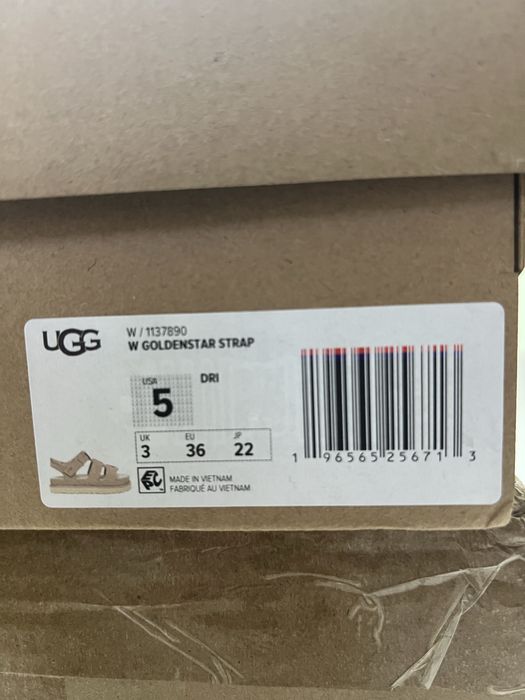 UGG
W / 1137890
W GOLDENSTAR STRAP
USA
5
DRI
UK EU JP
3 36 22
MADE IN VIETNAM
FABRIQUÉ AU VIETNAM
1 96565 25671 3